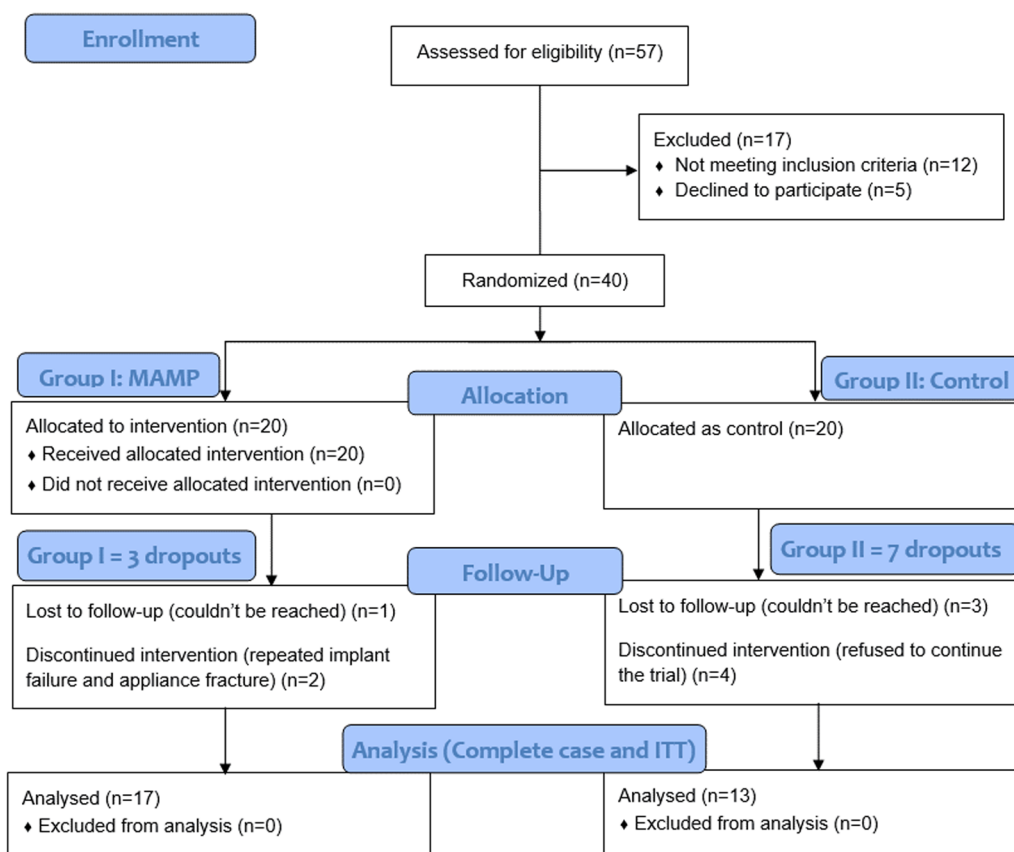 Enrollment
Assessed for eligibility (n=57)
Excluded (n=17)
♦ Not meeting inclusion criteria (n=12)
♦ Declined to participate (n=5)
Randomized (n=40)
Group I: MAMP
Allocation
Group II: Control
Allocated to intervention (n=20)
♦ Received allocated intervention (n=20)
♦ Did not receive allocated intervention (n=0)
Allocated as control (n=20)
Group I = 3 dropouts
Follow-Up
Group II = 7 dropouts
Lost to follow-up (couldn’t be reached) (n=1)
Discontinued intervention (repeated implant
failure and appliance fracture) (n=2)
Lost to follow-up (couldn’t be reached) (n=3)
Discontinued intervention (refused to continue
the trial) (n=4)
Analysis (Complete case and ITT)
Analysed (n=17)
♦ Excluded from analysis (n=0)
Analysed (n=13)
♦ Excluded from analysis (n=0)